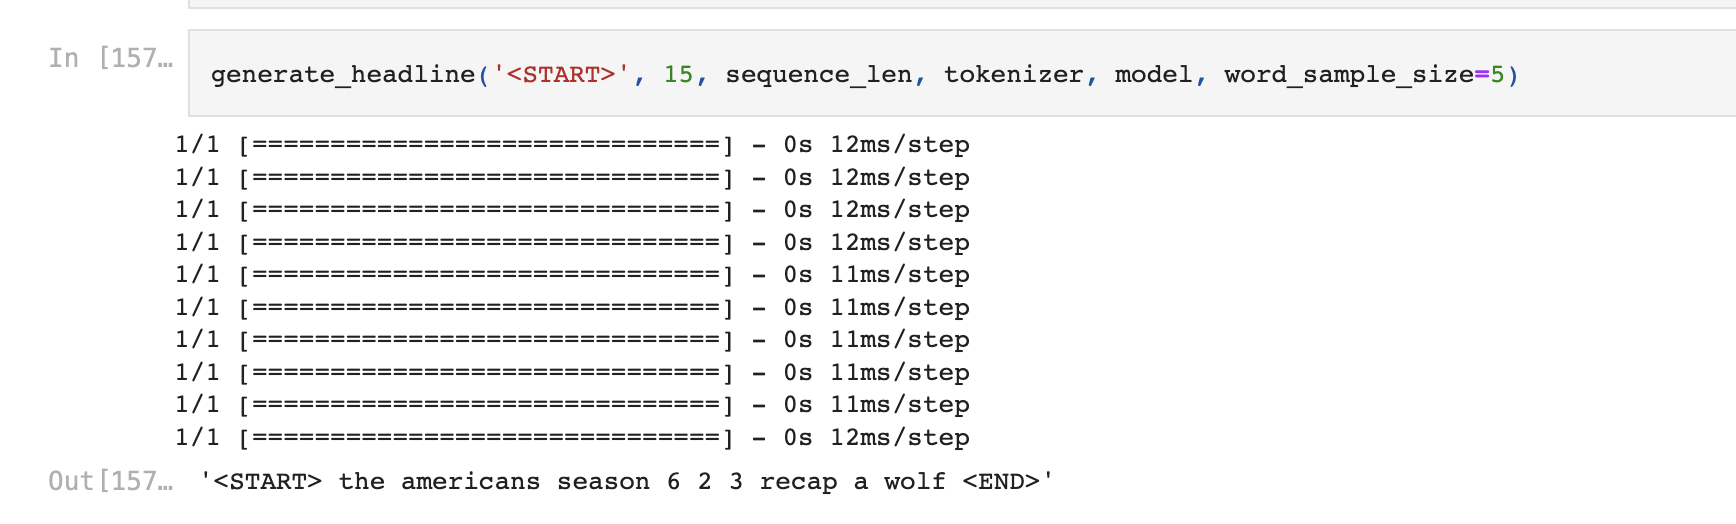 In [157…
generate_headline('<START>', 15, sequence_len, tokenizer, model, word_sample_size=5)
1/1 [==============================] - 0s 12ms/step
1/1 [==============================] - 0s 12ms/step
1/1 [==============================] - 0s 12ms/step
1/1 [==============================] - 0s 12ms/step
1/1 [==============================] - 0s 11ms/step
1/1 [==============================] - 0s 11ms/step
1/1 [==============================] - 0s 11ms/step
1/1 [==============================] - 0s 11ms/step
1/1 [==============================] - 0s 11ms/step
1/1 [==============================] - 0s 12ms/step
Out[157… '<START> the americans season 6 2 3 recap a wolf <END>'